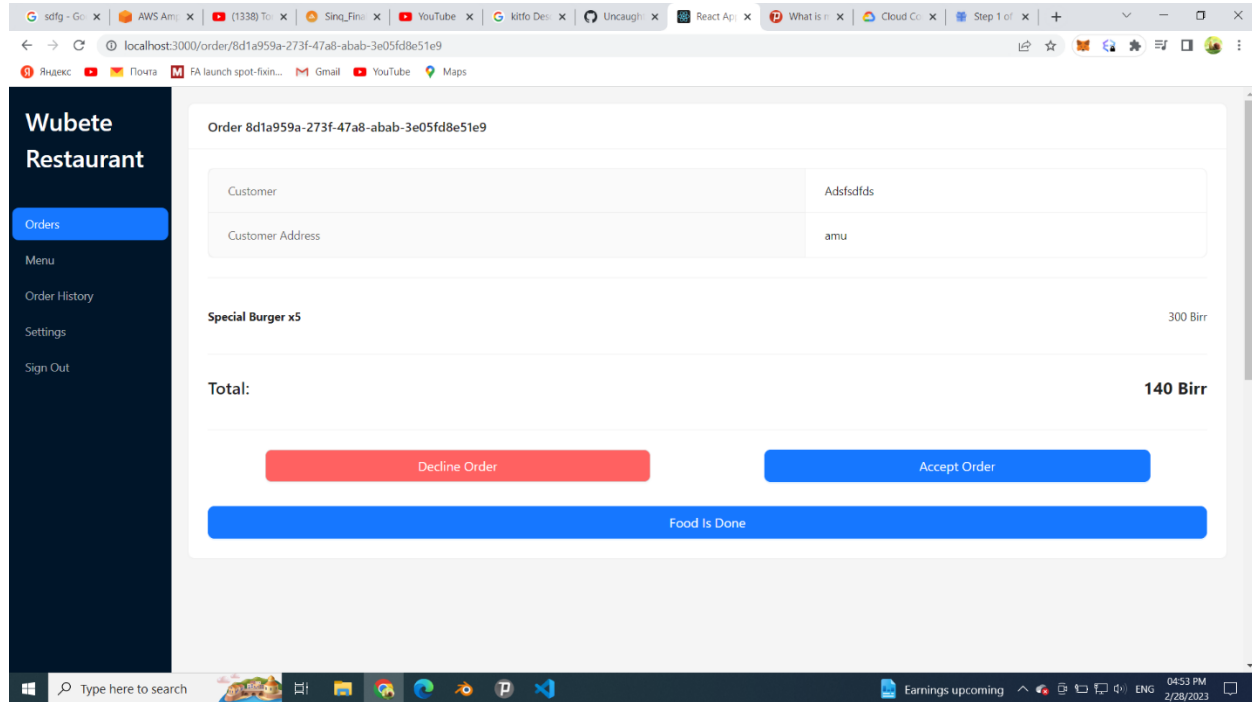 sdfg - Go
AWS Am
(1338) To
Sinq_Fina
YouTube
kitfo Des
Uncaugh
React Ap
What is
Cloud Co
Step 1 of
localhost:3000/order/8d1a959a-273f-47a8-abab-3e05fd8e51e9
Яндекс
Почта
FA launch spot-fixin...
Gmail
YouTube
Maps
Wubete
Restaurant
Orders
Menu
Order History
Settings
Sign Out
Order 8d1a959a-273f-47a8-abab-3e05fd8e51e9
Customer Adsfsdfds
Customer Address amu
Special Burger x5 300 Birr
Total: 140 Birr
Decline Order Accept Order
Food Is Done
Type here to search
Earnings upcoming
ENG
04:53 PM
2/28/2023